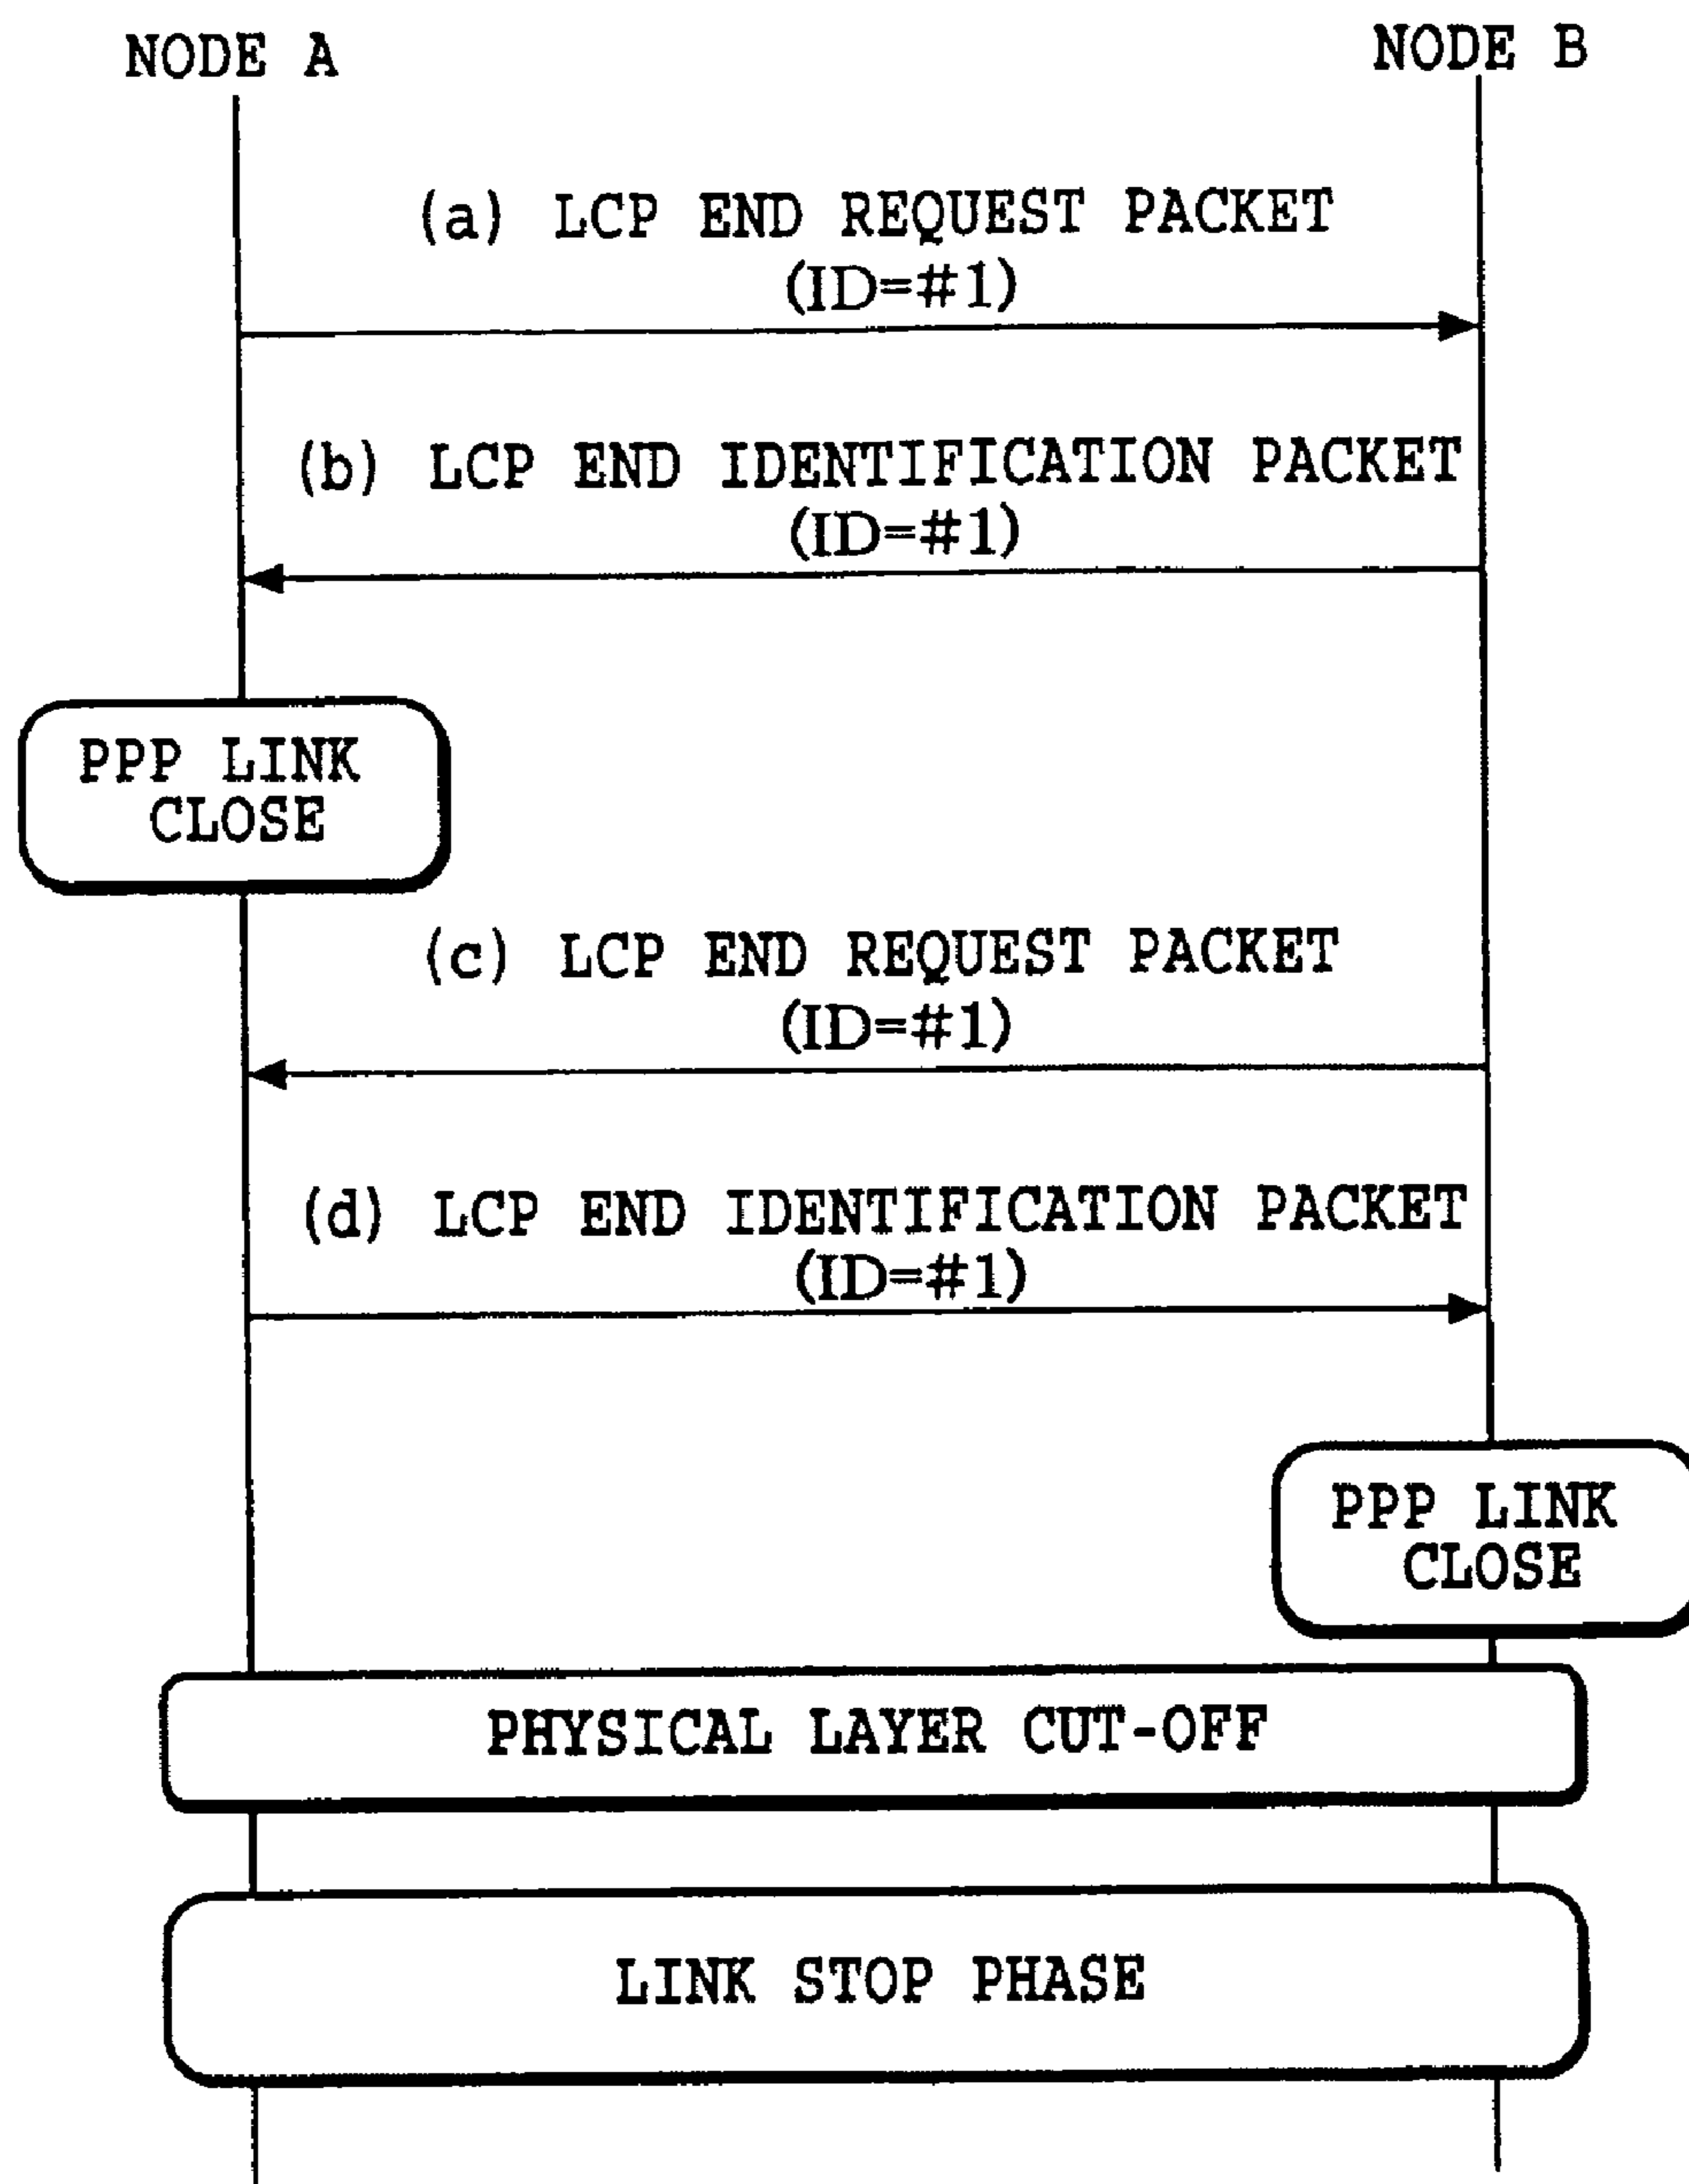 NODE A
NODE B
(a) LCP END REQUEST PACKET
(ID=#1)
(b) LCP END IDENTIFICATION PACKET
(ID=#1)
PPP LINK
CLOSE
(c) LCP END REQUEST PACKET
(ID=#1)
(d) LCP END IDENTIFICATION PACKET
(ID=#1)
PPP LINK
CLOSE
PHYSICAL LAYER CUT-OFF
LINK STOP PHASE